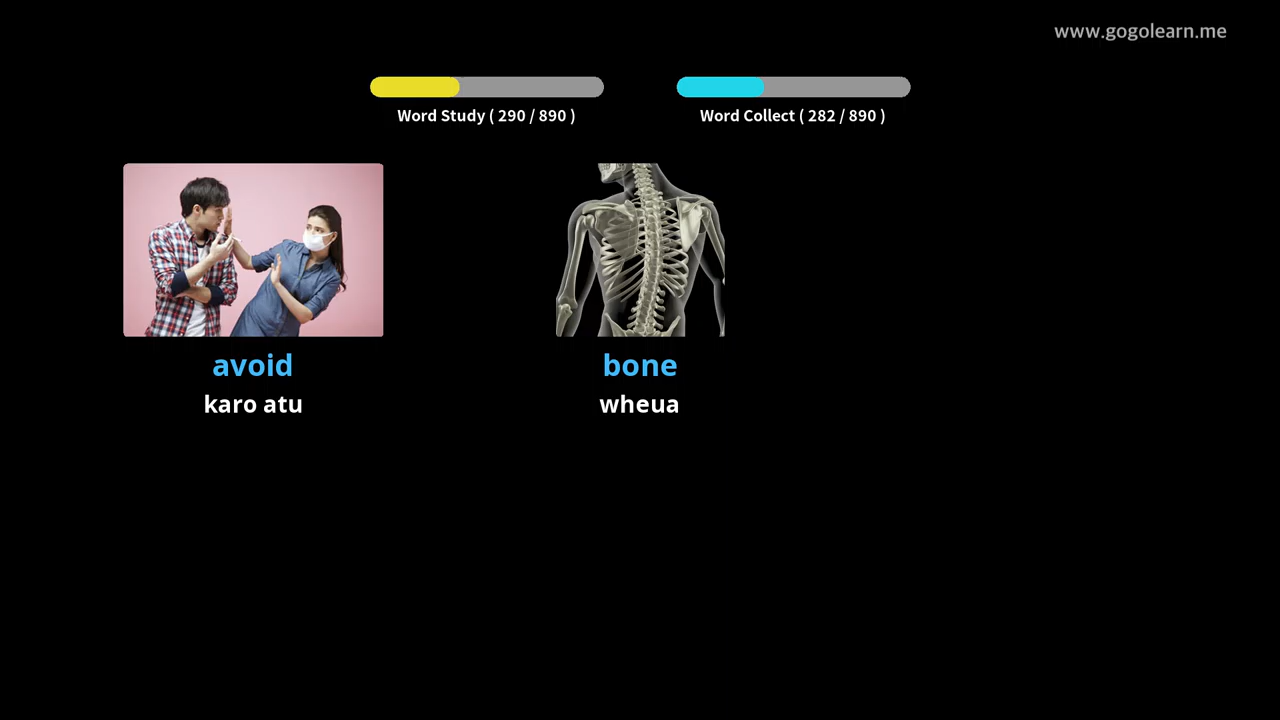 www.gogolearn.me
Word Study ( 290 / 890 )
Word Collect ( 282 / 890 )
avoid
karo atu
bone
wheua